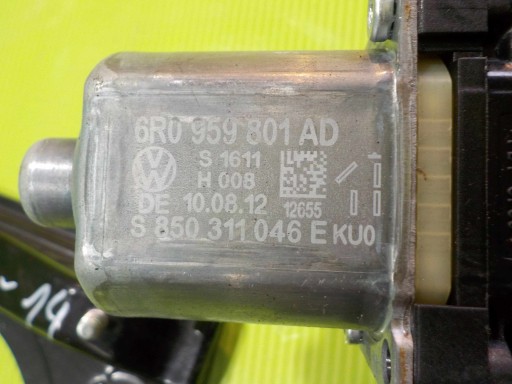 6R0 959 801 AD
S 1611
H 008
DE 10.08.12 12655
S 850 311 046 E KU0
- 14